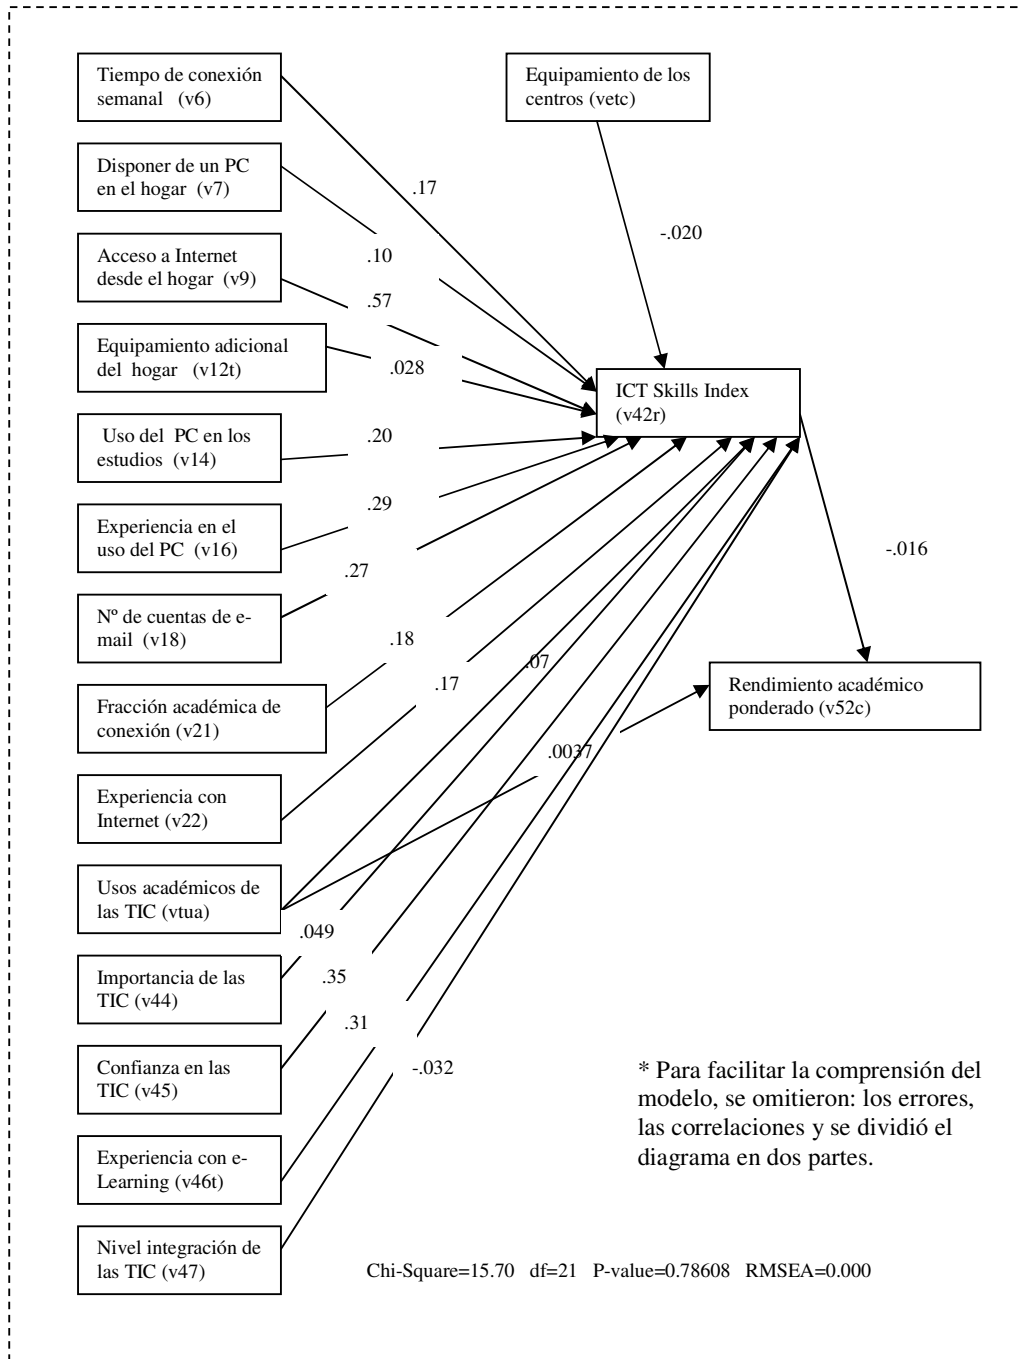 Tiempo de conexión
semanal (v6)
Equipamiento de los
centros (vetc)
Disponer de un PC
en el hogar (v7)
.17
-.020
Acceso a Internet
desde el hogar (v9)
.10
.57
Equipamiento adicional
del hogar (v12t)
.028
ICT Skills Index
(v42r)
Uso del PC en los
estudios (v14)
.20
Experiencia en el
uso del PC (v16)
.29
-.016
.27
Nº de cuentas de e-
mail (v18)
.18
.07
.17
Fracción académica de
conexión (v21)
Rendimiento académico
ponderado (v52c)
.0037
Experiencia con
Internet (v22)
Usos académicos de
las TIC (vtua)
.049
Importancia de las
TIC (v44)
.35
.31
Confianza en las
TIC (v45)
-.032
* Para facilitar la comprensión del
modelo, se omitieron: los errores,
las correlaciones y se dividió el
diagrama en dos partes.
Experiencia con e-
Learning (v46t)
Nivel integración de
las TIC (v47)
Chi-Square=15.70 df=21 P-value=0.78608 RMSEA=0.000